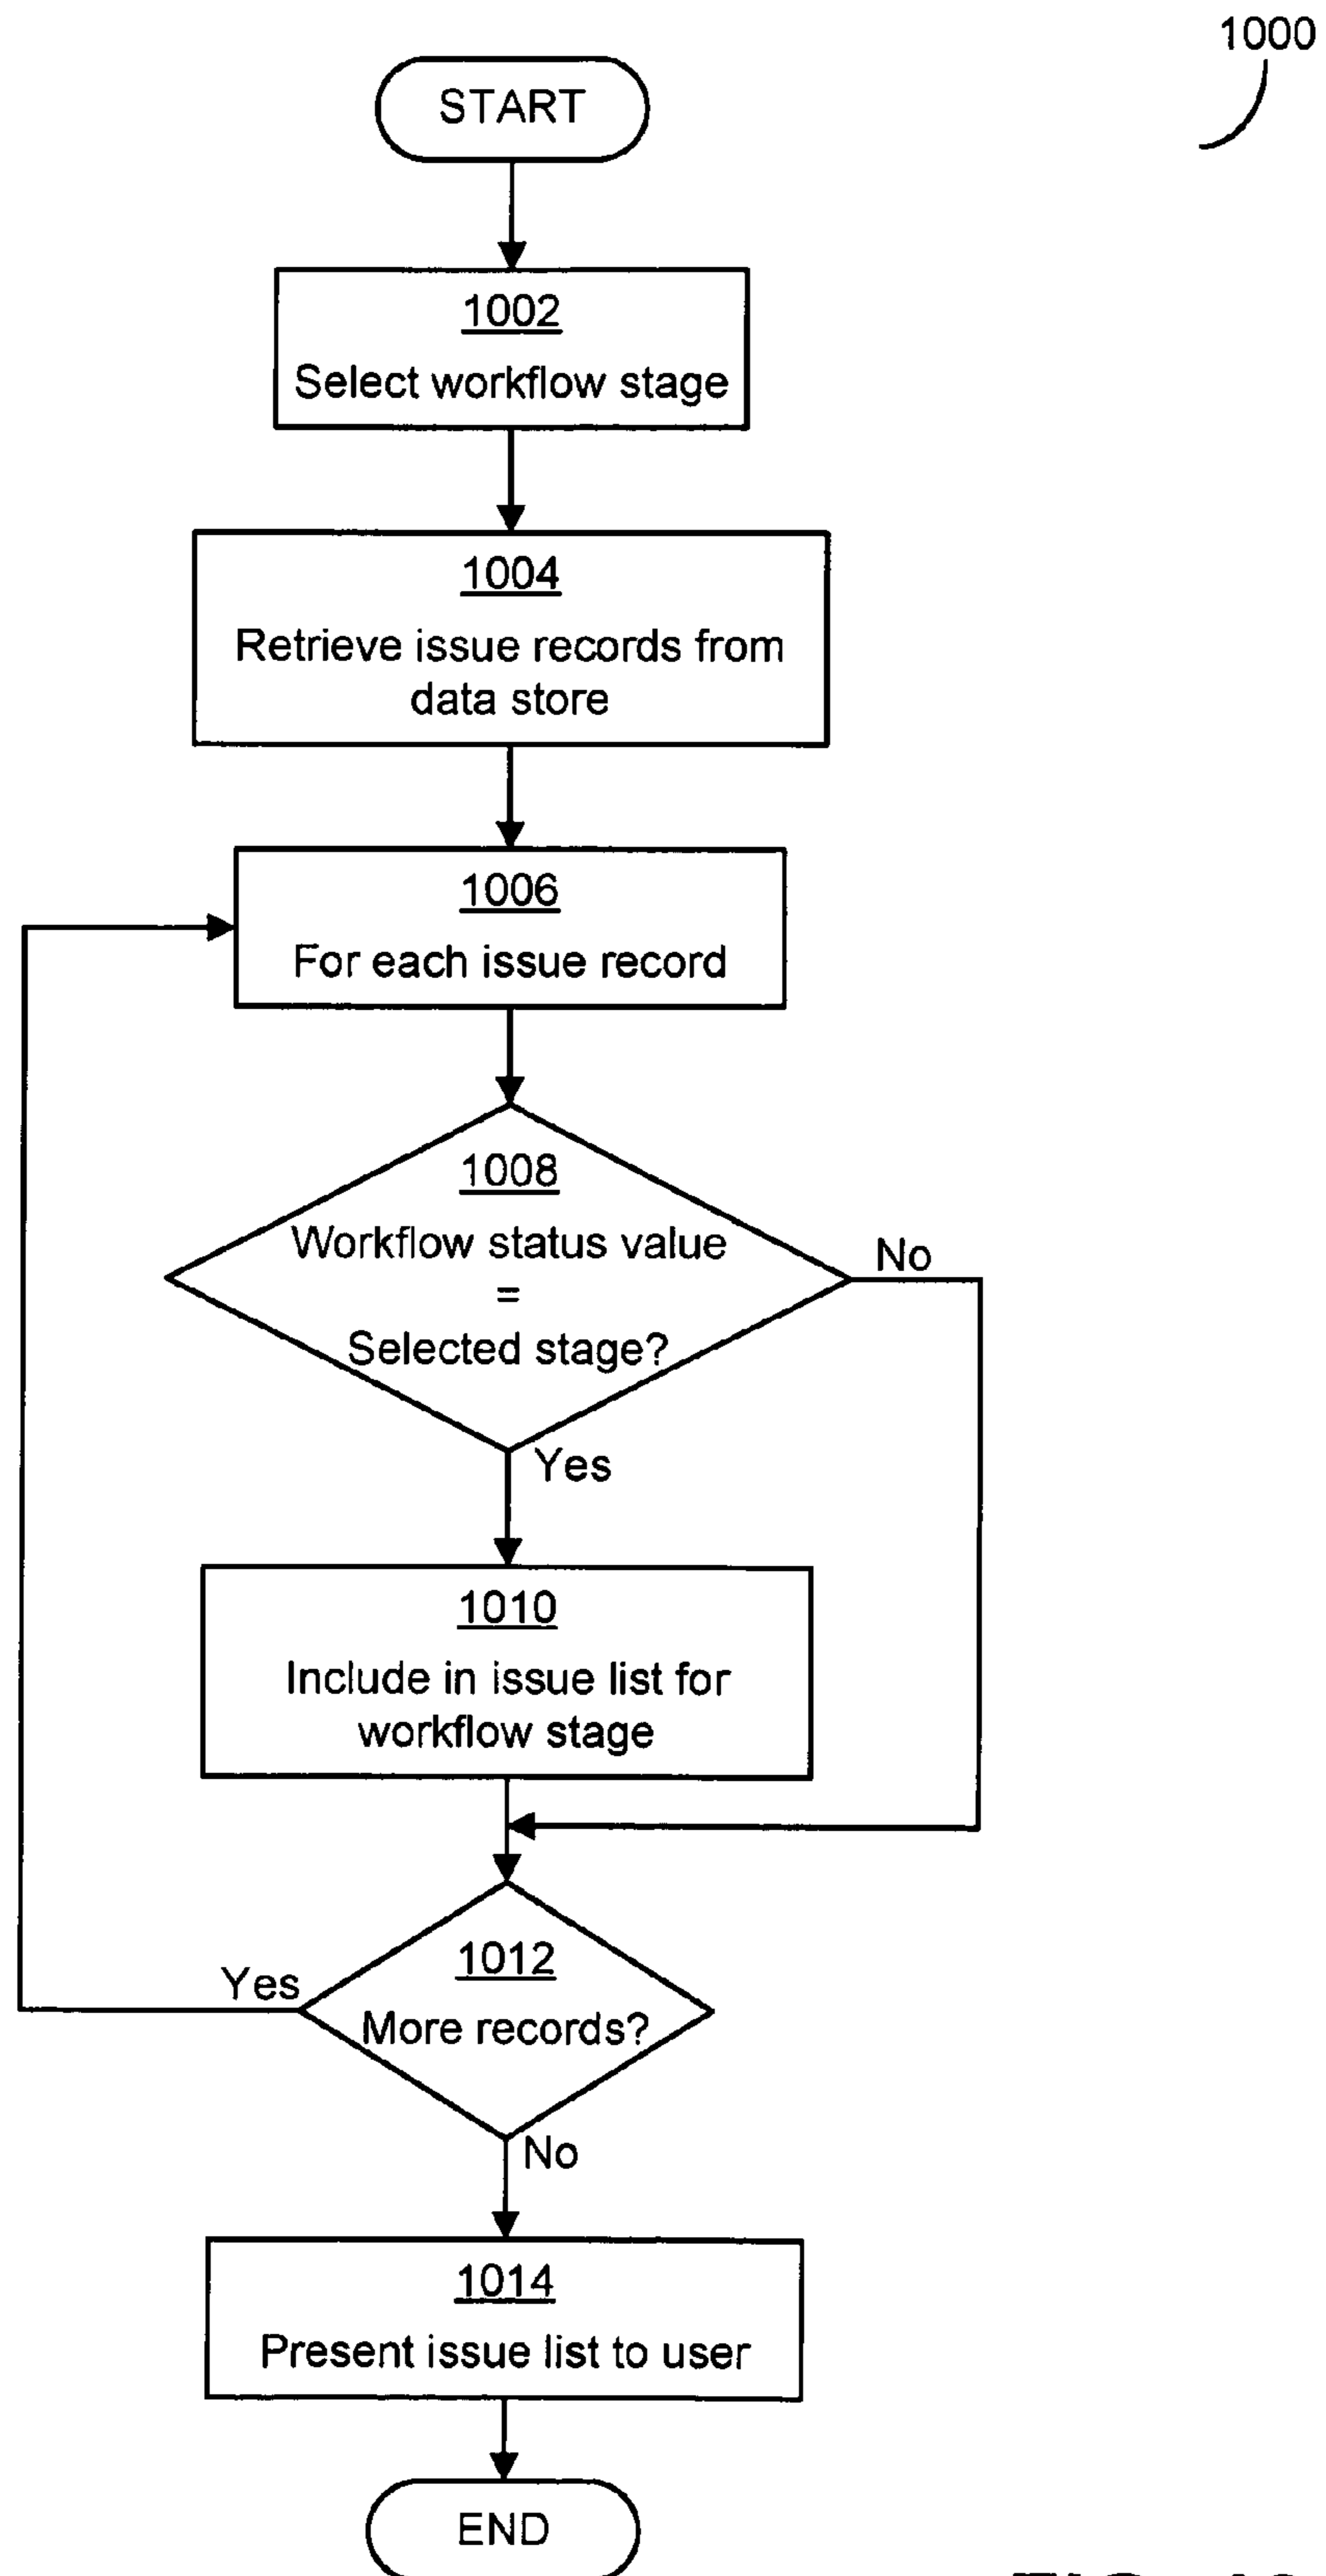 1000
START
1002
Select workflow stage
1004
Retrieve issue records from
data store
1006
For each issue record
1008
Workflow status value
=
Selected stage?
No
Yes
1010
Include in issue list for
workflow stage
1012
More records?
Yes
No
1014
Present issue list to user
END